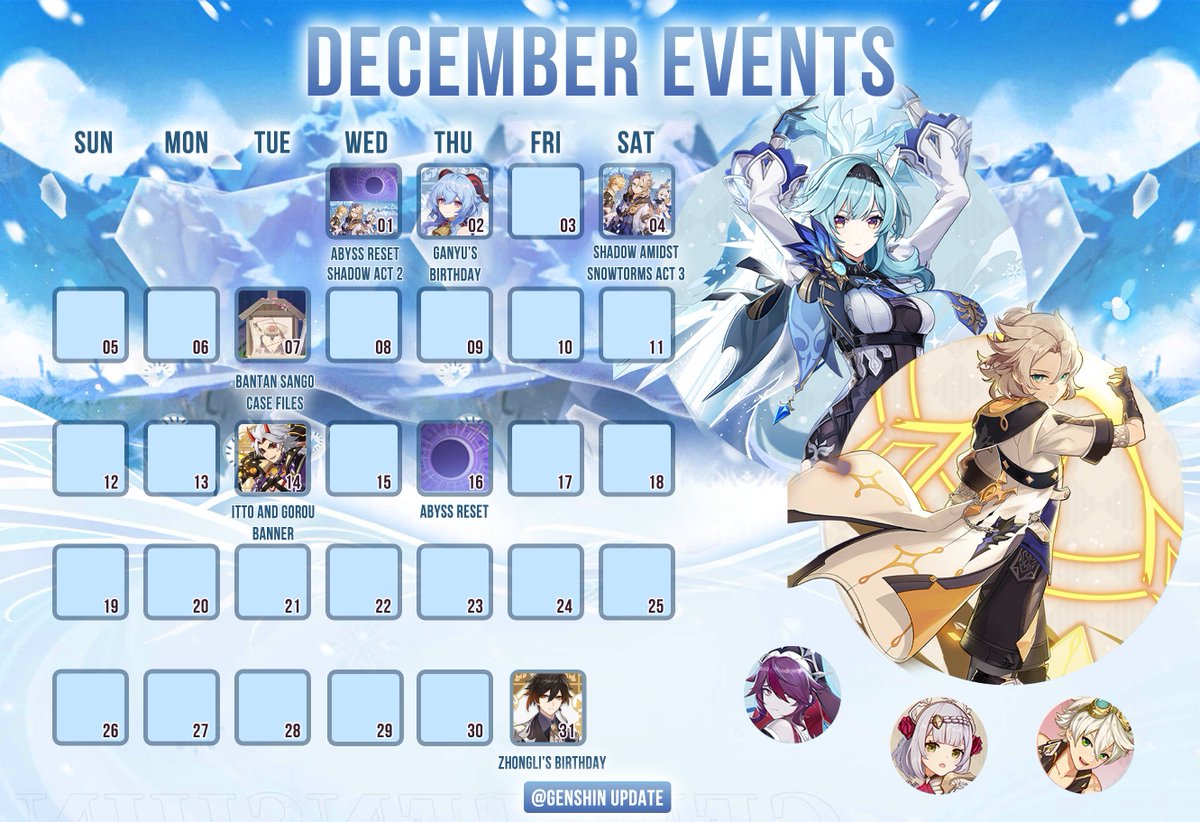 DECEMBER EVENTS
SUN MON TUE WED THU FRI SAT
01 02 03 04
ABYSS RESET
SHADOW ACT 2
GANYU'S
BIRTHDAY
SHADOW AMIDST
SNOWTORMS ACT 3
05 06 07 08 09 10 11
BANTAN SANGO
CASE FILES
12 13 14 15 16 17 18
ITTO AND GOROU
BANNER
ABYSS RESET
19 20 21 22 23 24 25
26 27 28 29 30 31
ZHONGLI'S BIRTHDAY
@GENSHIN UPDATE